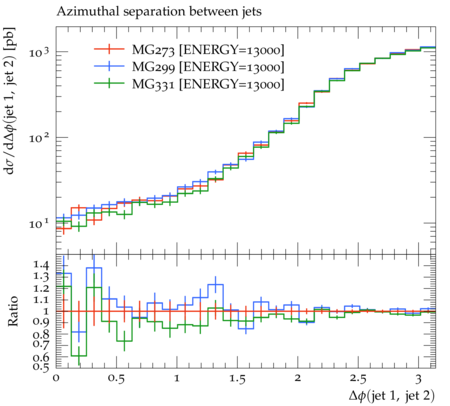 Azimuthal separation between jets
dσ/dΔϕ(jet 1, jet 2) [pb]
10³
10²
10¹
MG273 [ENERGY=13000]
MG299 [ENERGY=13000]
MG331 [ENERGY=13000]
Ratio
1.4
1.3
1.2
1.1
1
0.9
0.8
0.7
0.6
0.5
0 0.5 1 1.5 2 2.5 3
Δϕ(jet 1, jet 2)